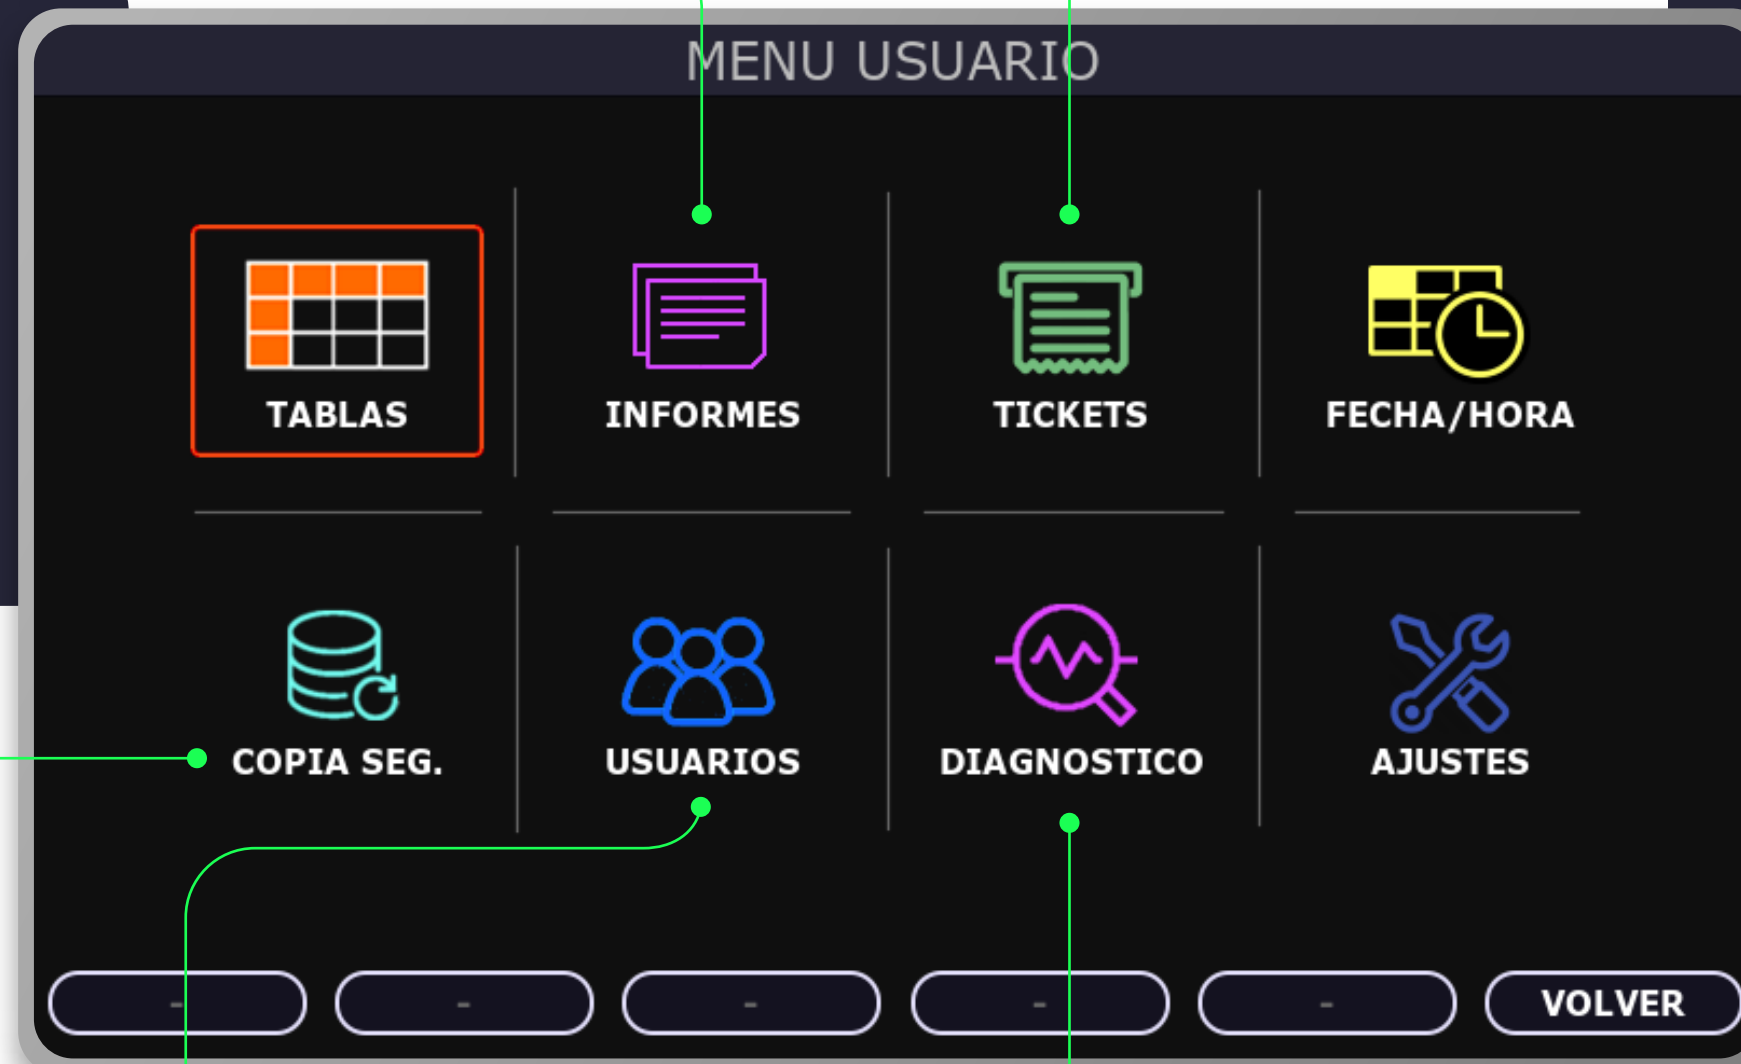 MENU USUARIO
TABLAS
INFORMES
TICKETS
FECHA/HORA
COPIA SEG.
USUARIOS
DIAGNOSTICO
AJUSTES
-
-
-
-
-
VOLVER